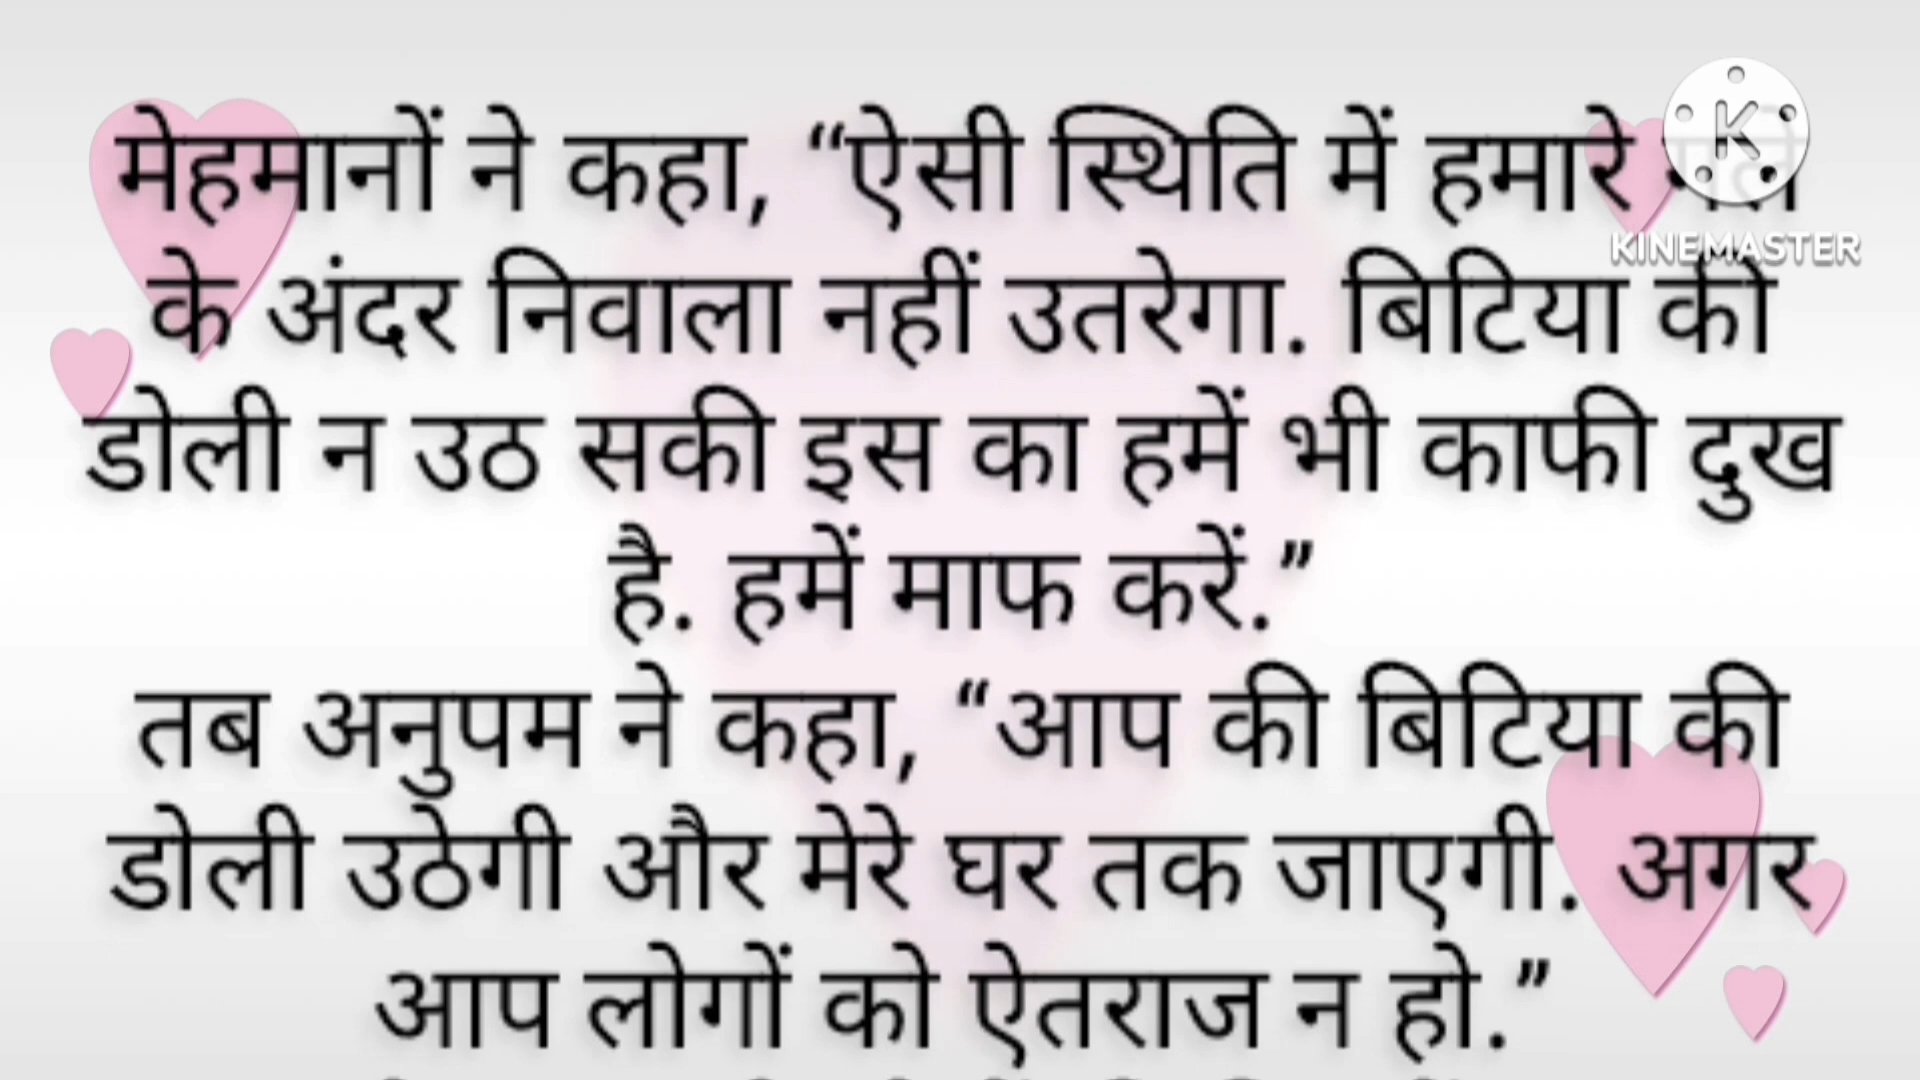 मेहमानों ने कहा, “ऐसी स्थिति में हमारे
के अंदर निवाला नहीं उतरेगा. बिटिया की
डोली न उठ सकी इस का हमें भी काफी दुख
है. हमें माफ करें.”
तब अनुपम ने कहा, “आप की बिटिया की
डोली उठेगी और मेरे घर तक जाएगी. अगर
आप लोगों को ऐतराज न हो.”
K
KINEMASTER